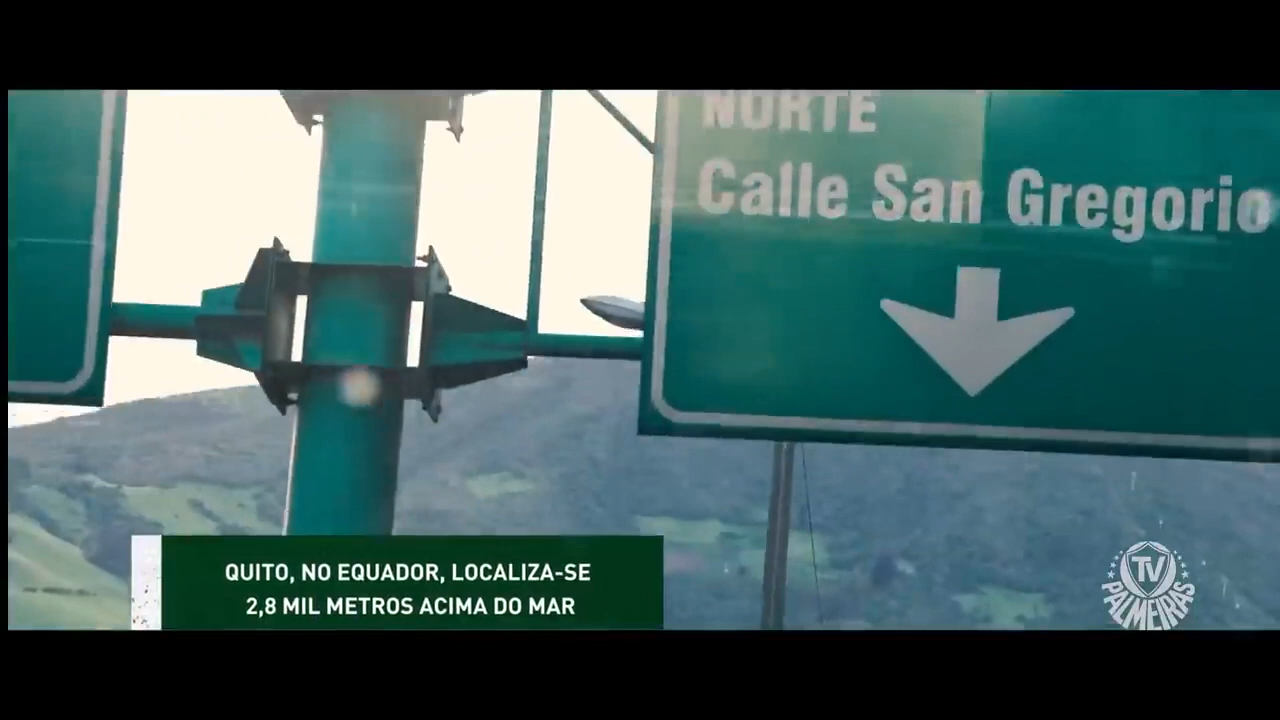 NORTE
Calle San Gregorio
QUITO, NO EQUADOR, LOCALIZA-SE
2,8 MIL METROS ACIMA DO MAR
TV
PALMEIRAS